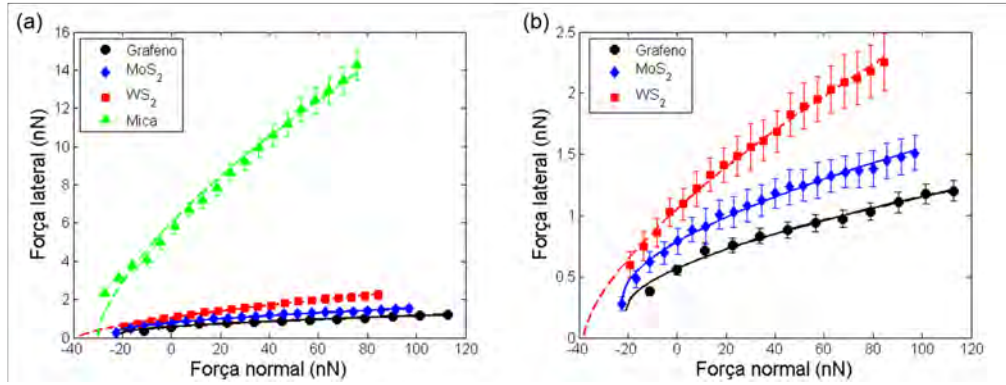 (a)
16
14
12
10
8
6
4
2
0
Força lateral (nN)
Grafeno
MoS2
WS2
Mica
-40 -20 0 20 40 60 80 100 120
Força normal (nN)
(b)
2.5
2
1.5
1
0.5
0
Força lateral (nN)
Grafeno
MoS2
WS2
-40 -20 0 20 40 60 80 100 120
Força normal (nN)